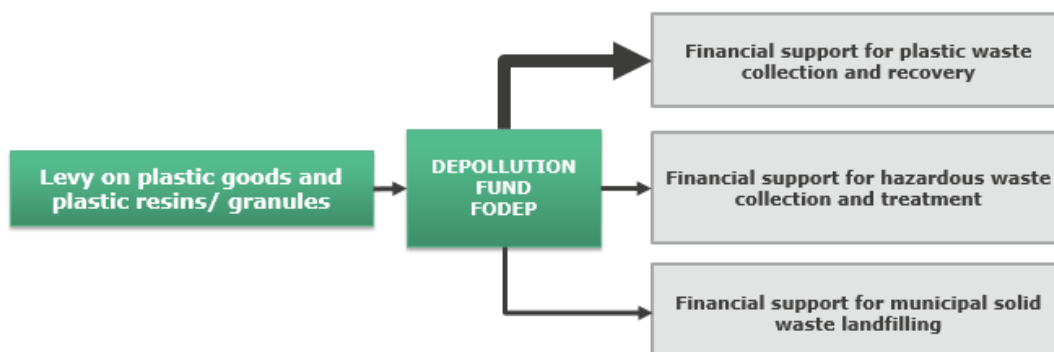 Financial support for plastic waste
collection and recovery
Levy on plastic goods and
plastic resins/ granules
DEPOLLUTION
FUND
FODEP
Financial support for hazardous waste
collection and treatment
Financial support for municipal solid
waste landfilling